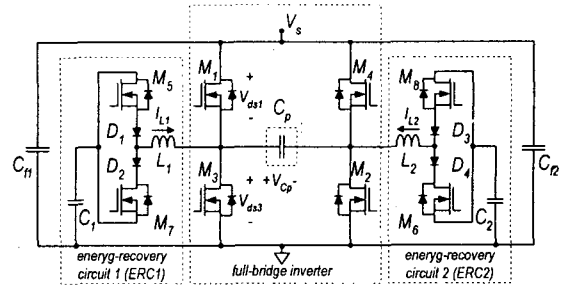 V_s
M_5
M_1
+
V_ds1
-
M_4
M_8
C_p
D_1
I_L1
I_L2
D_3
C_f1
D_2
L_1
M_3
+
V_ds3
-
+V_Cp-
M_2
L_2
D_4
C_f2
C_1
M_7
M_6
C_2
eneryg-recovery
circuit 1 (ERC1)
full-bridge inverter
eneryg-recovery
circuit 2 (ERC2)